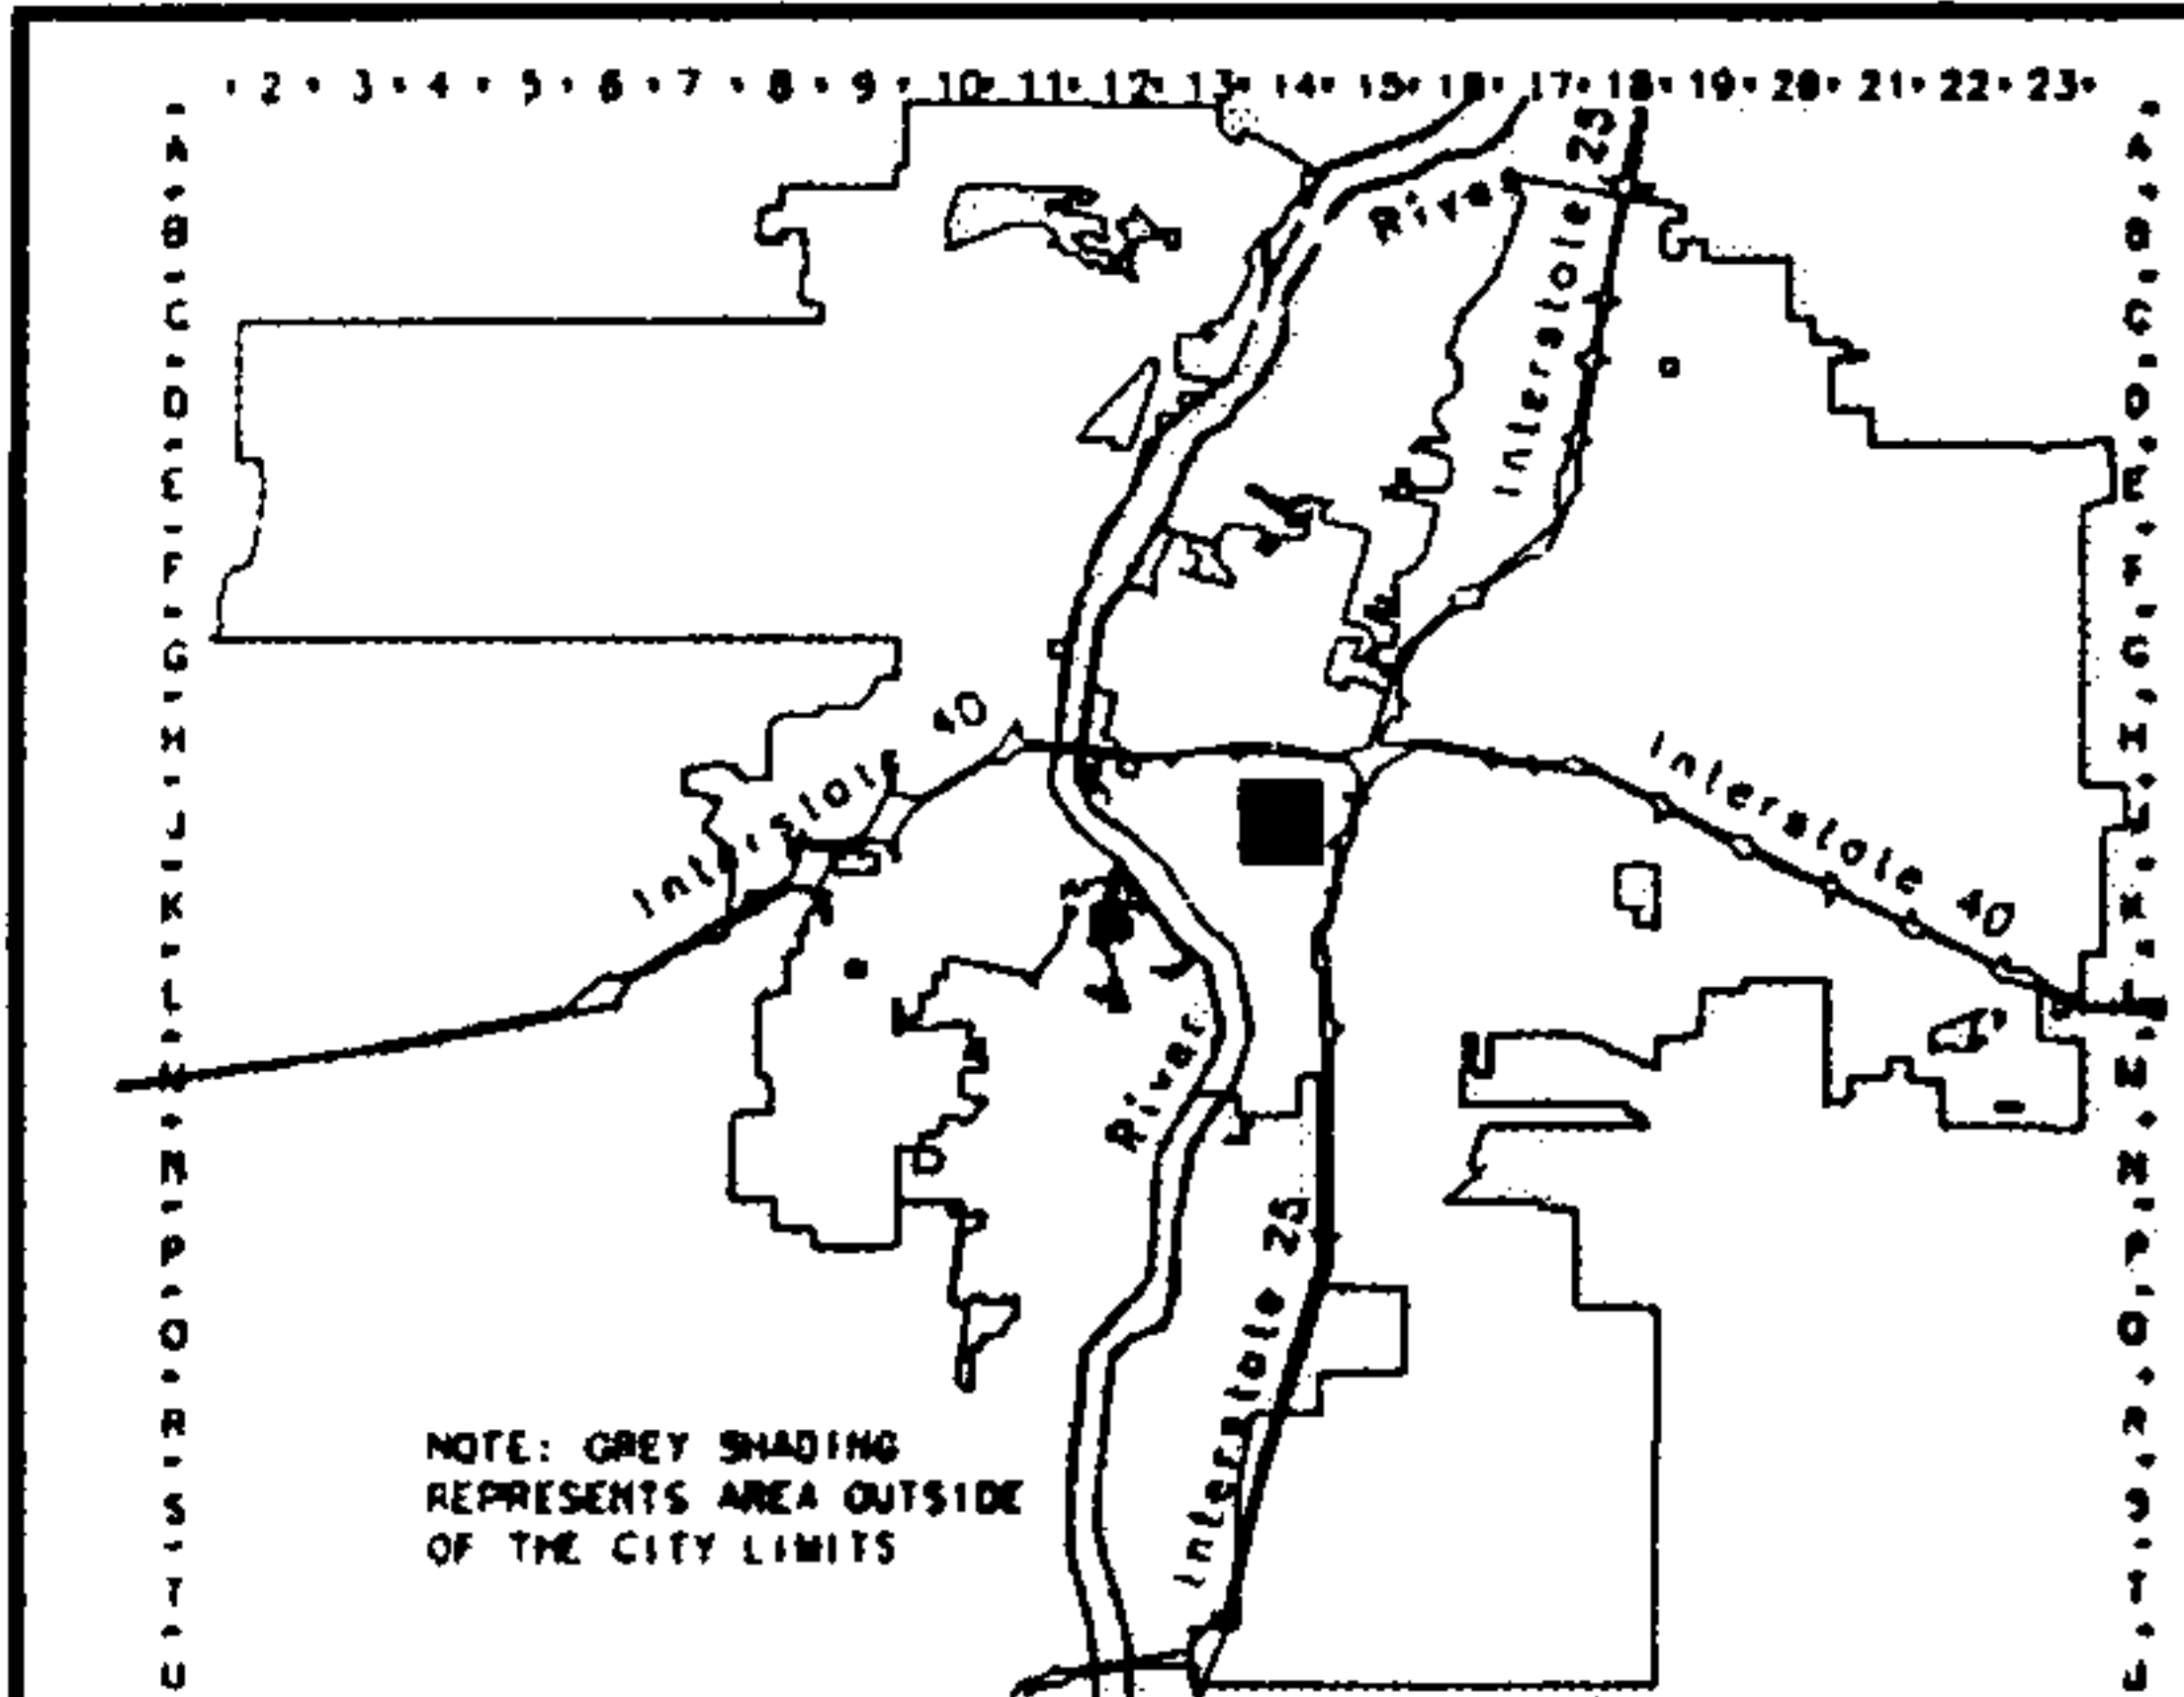 2 3 4 5 6 7 8 9 10 11 12 13 14 15 16 17 18 19 20 21 22 23
25
A A
River
B B
Interstate
C C
D D
E E
F F
G G
40
H H
Interstate
Interstate 40
J J
K K
L L
M M
River
N N
P P
Interstate 25
Q Q
R R
NOTE: GREY SHADING
REPRESENTS AREA OUTSIDE
OF THE CITY LIMITS
S S
T T
U U